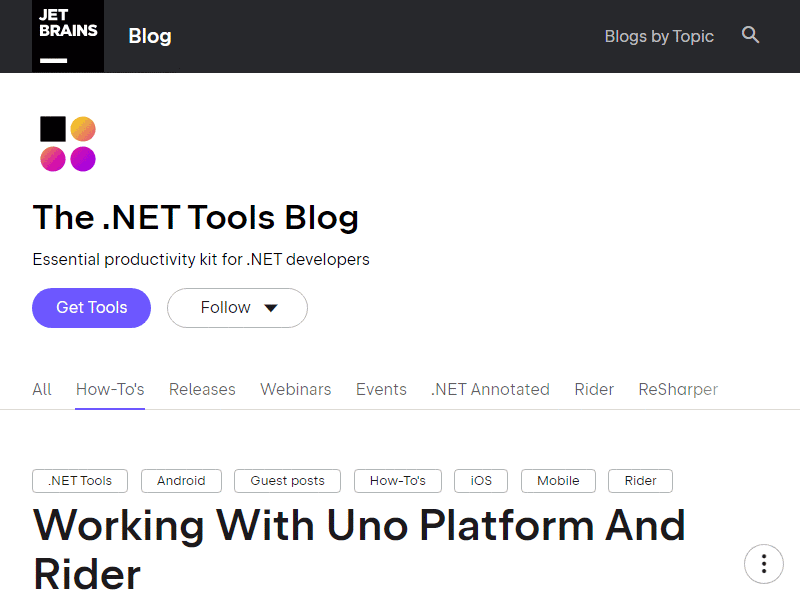 JET
BRAINS
Blog
Blogs by Topic
The .NET Tools Blog
Essential productivity kit for .NET developers
Get Tools
Follow
All How-To's Releases Webinars Events .NET Annotated Rider ReSharper
.NET Tools Android Guest posts How-To's iOS Mobile Rider
Working With Uno Platform And
Rider